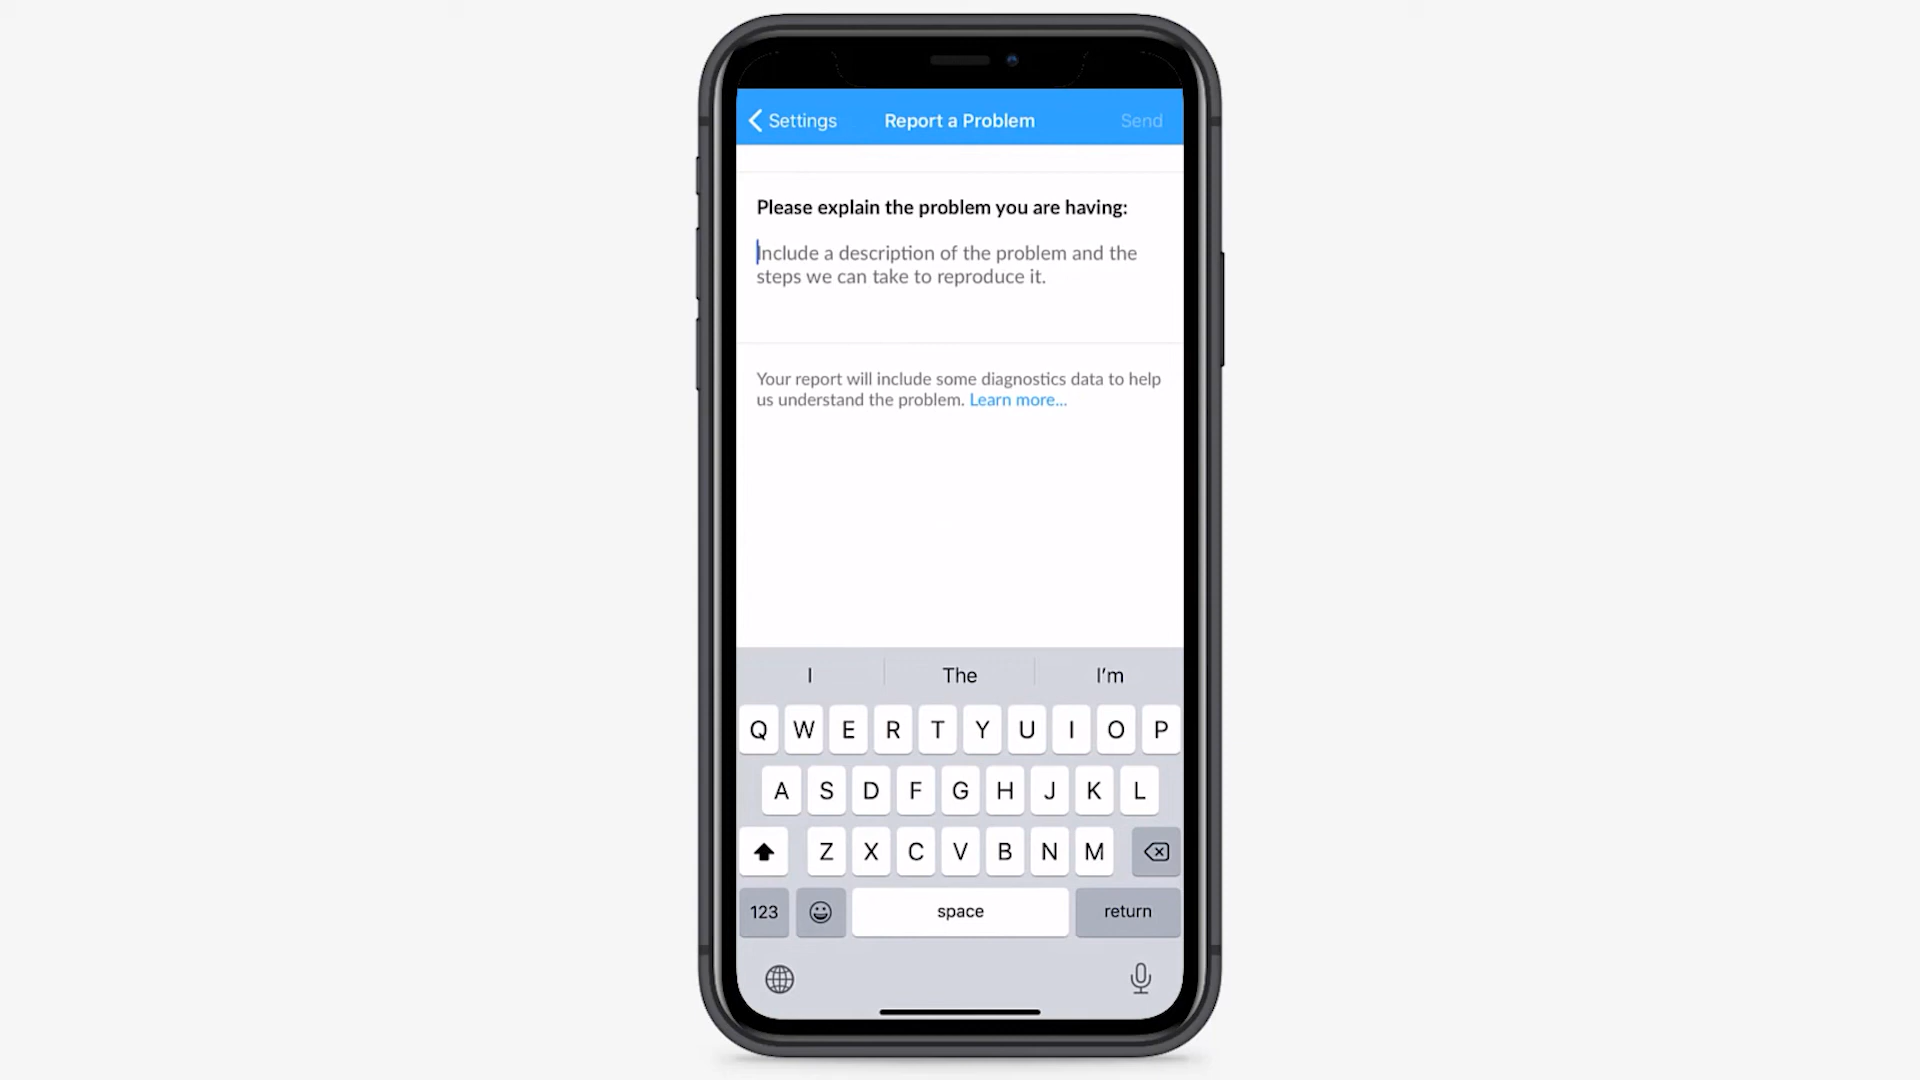 Settings Report a Problem Send
Please explain the problem you are having:
Include a description of the problem and the
steps we can take to reproduce it.
Your report will include some diagnostics data to help
us understand the problem. Learn more...
I The I'm
Q W E R T Y U I O P
A S D F G H J K L
Z X C V B N M
123 space return